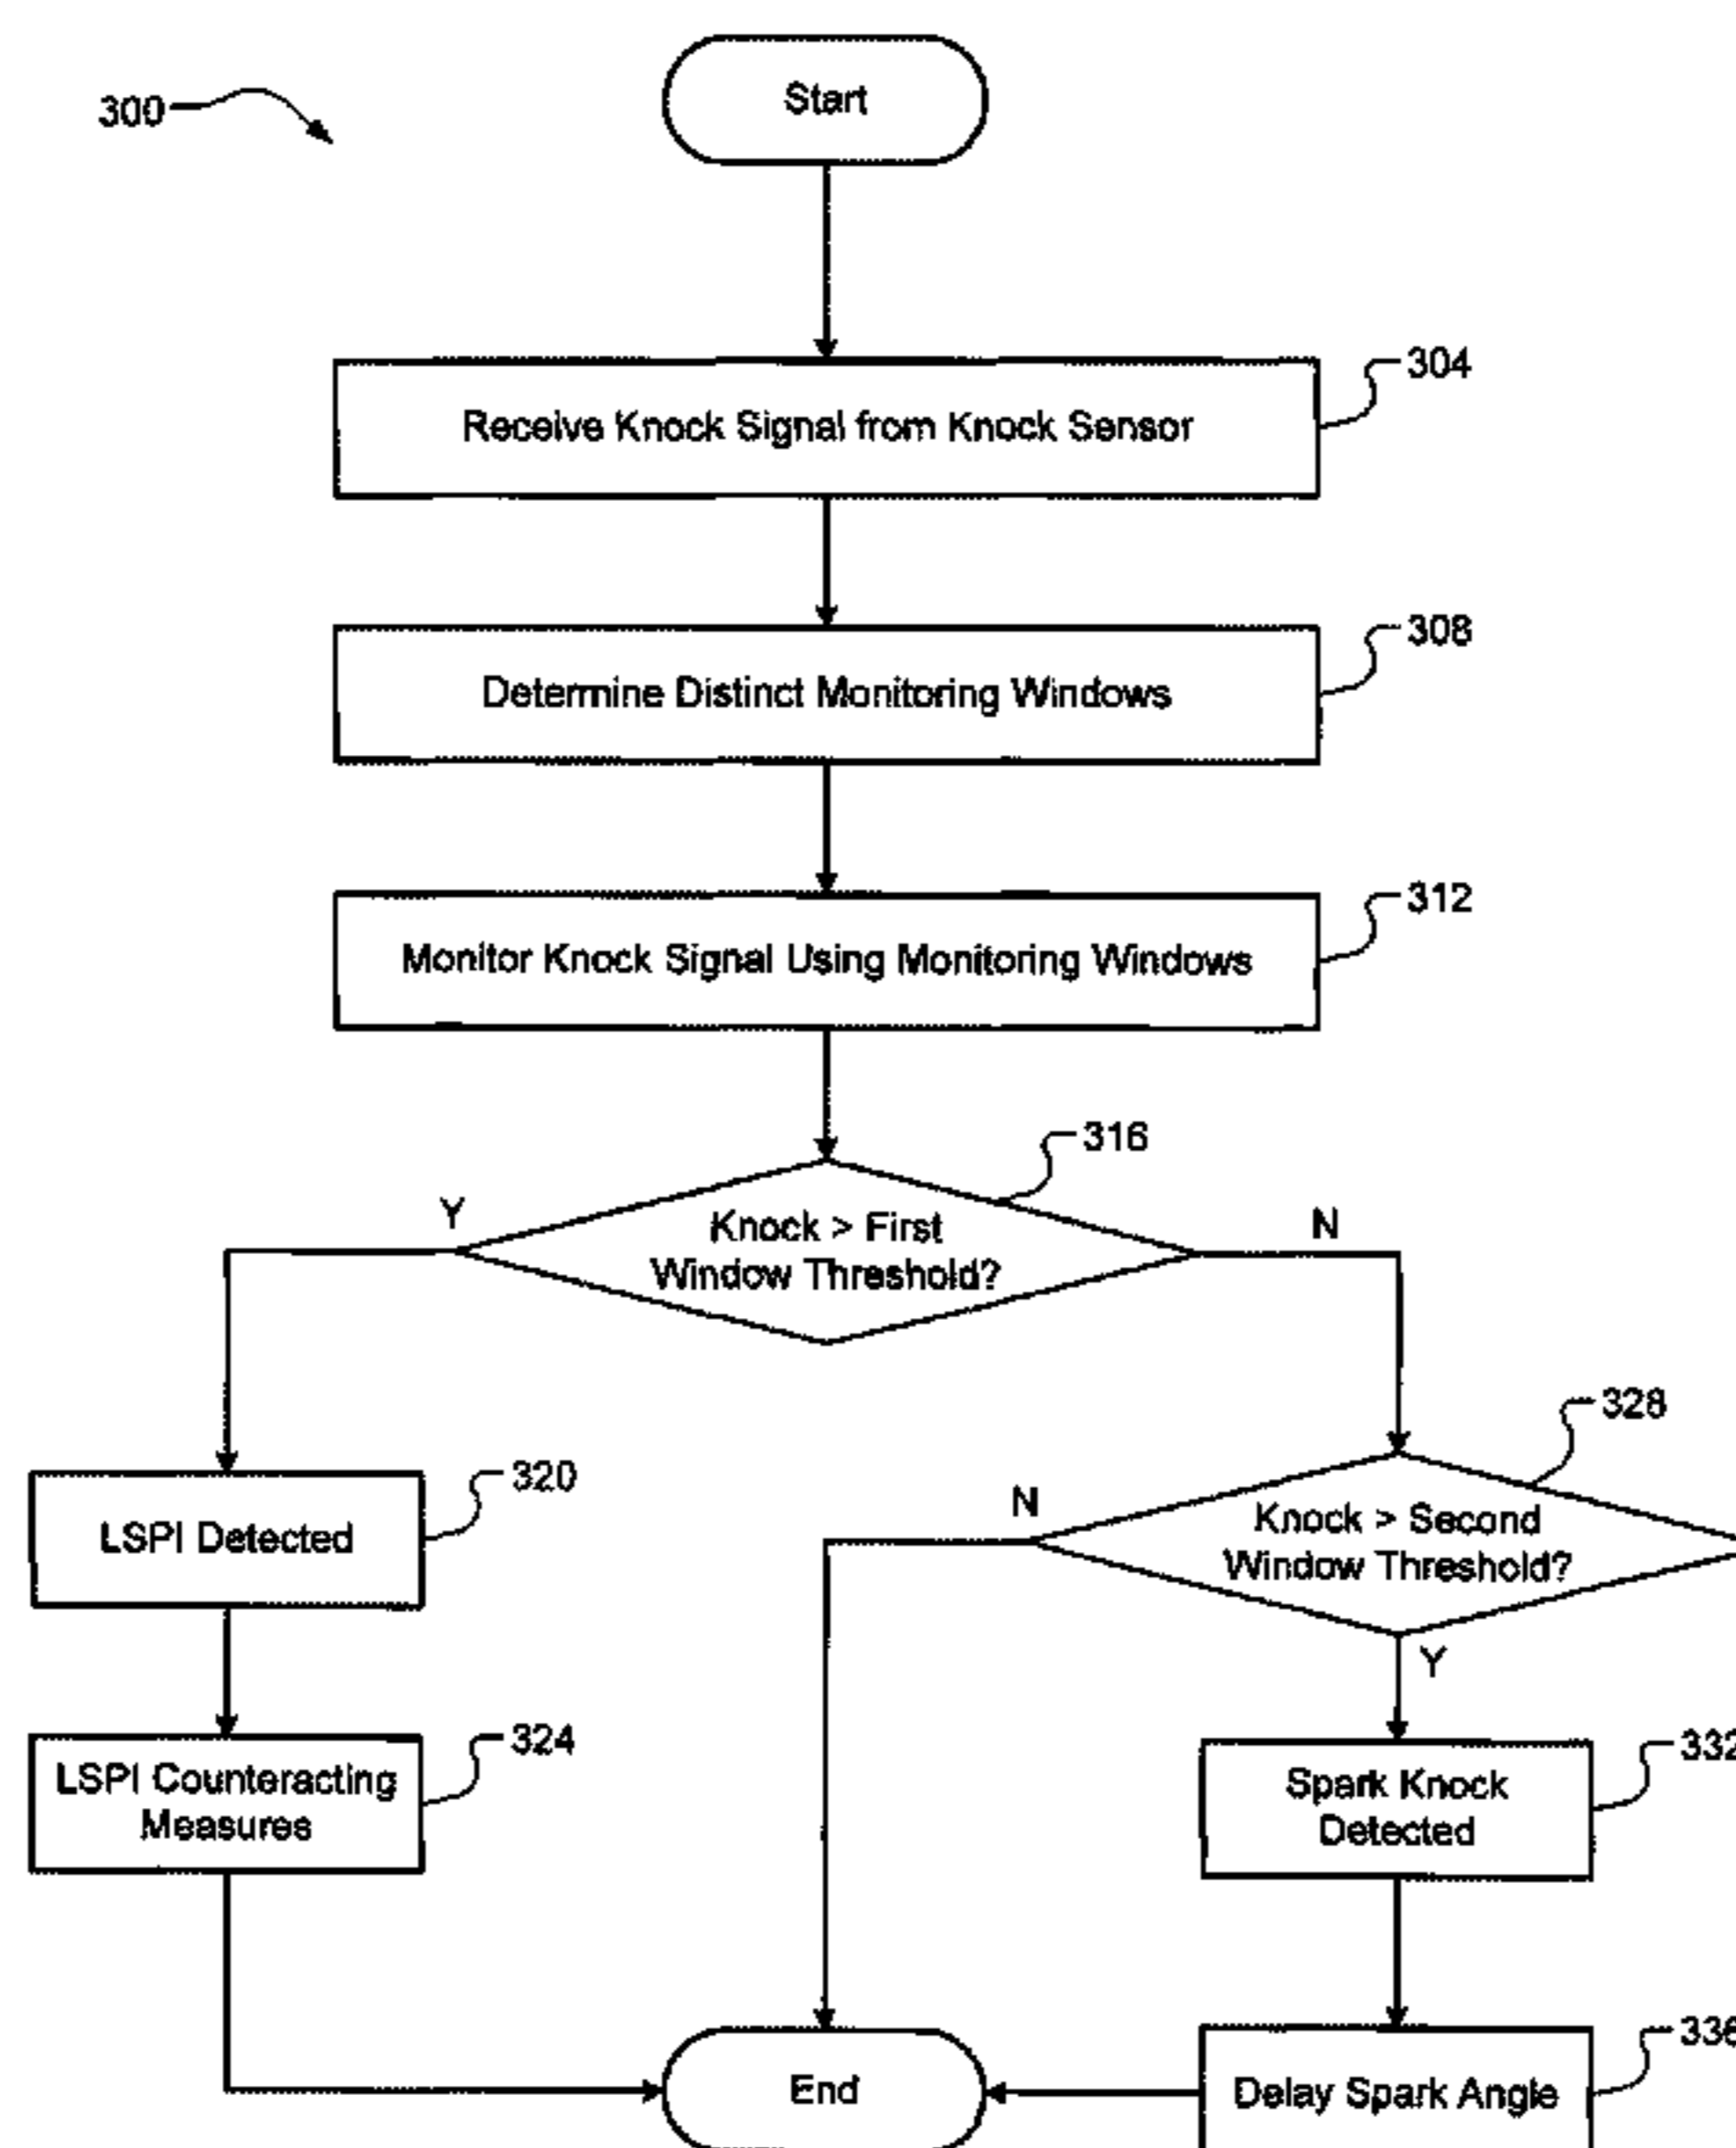 Start
300
304
Receive Knock Signal from Knock Sensor
308
Determine Distinct Monitoring Windows
312
Monitor Knock Signal Using Monitoring Windows
316
Y
Knock > First
Window Threshold?
N
328
N
Knock > Second
Window Threshold?
Y
320
LSPI Detected
324
LSPI Counteracting
Measures
332
Spark Knock
Detected
336
Delay Spark Angle
End